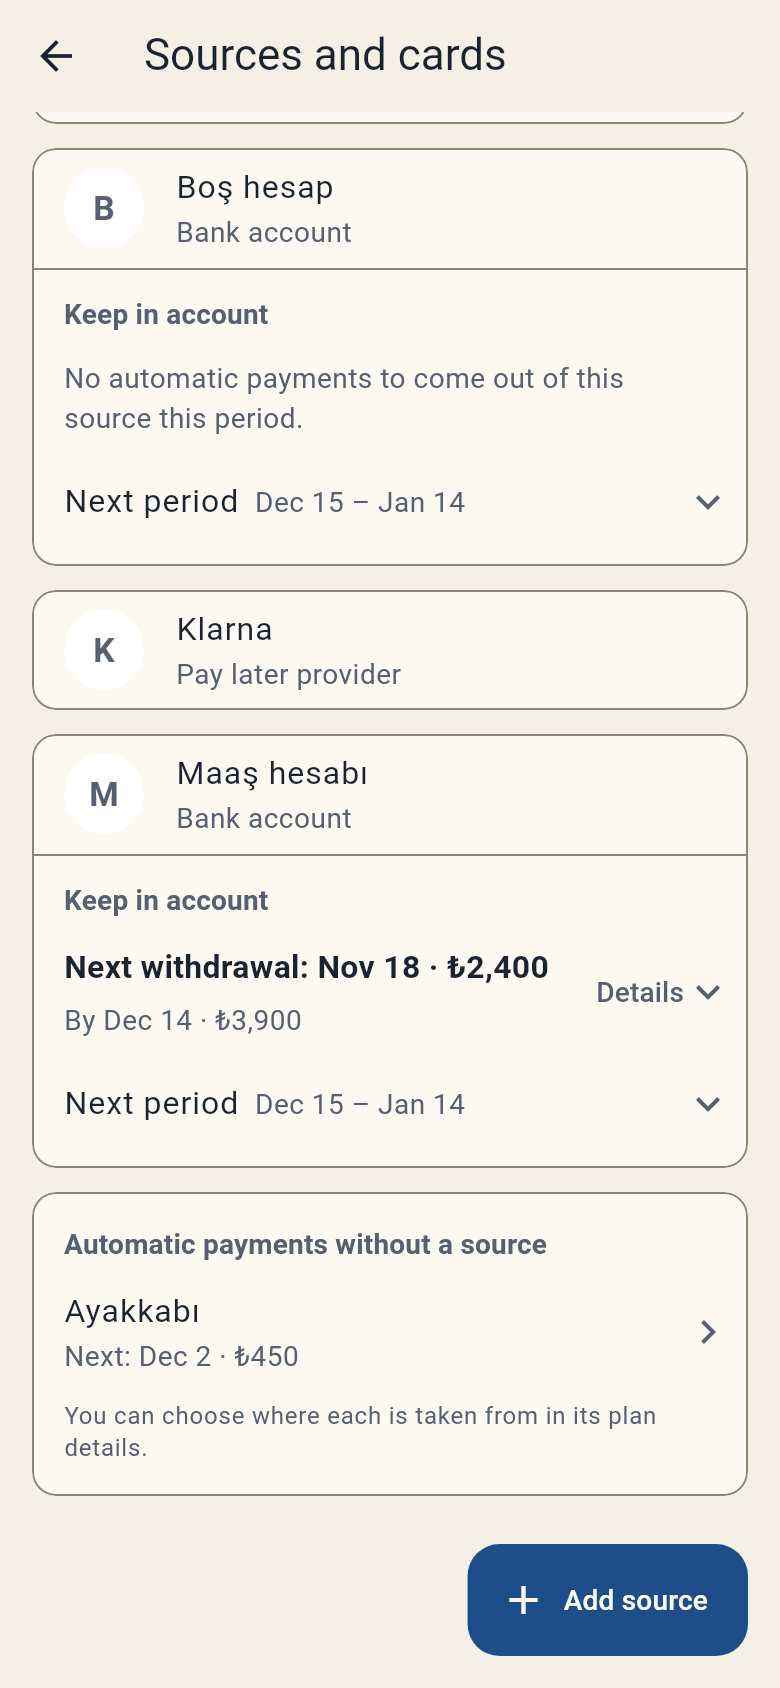 Sources and cards
B
Boş hesap
Bank account
Keep in account
No automatic payments to come out of this
source this period.
Next period Dec 15 – Jan 14
K
Klarna
Pay later provider
M
Maaş hesabı
Bank account
Keep in account
Next withdrawal: Nov 18 · ₺2,400
Details
By Dec 14 · ₺3,900
Next period Dec 15 – Jan 14
Automatic payments without a source
Ayakkabı
Next: Dec 2 · ₺450
You can choose where each is taken from in its plan
details.
Add source